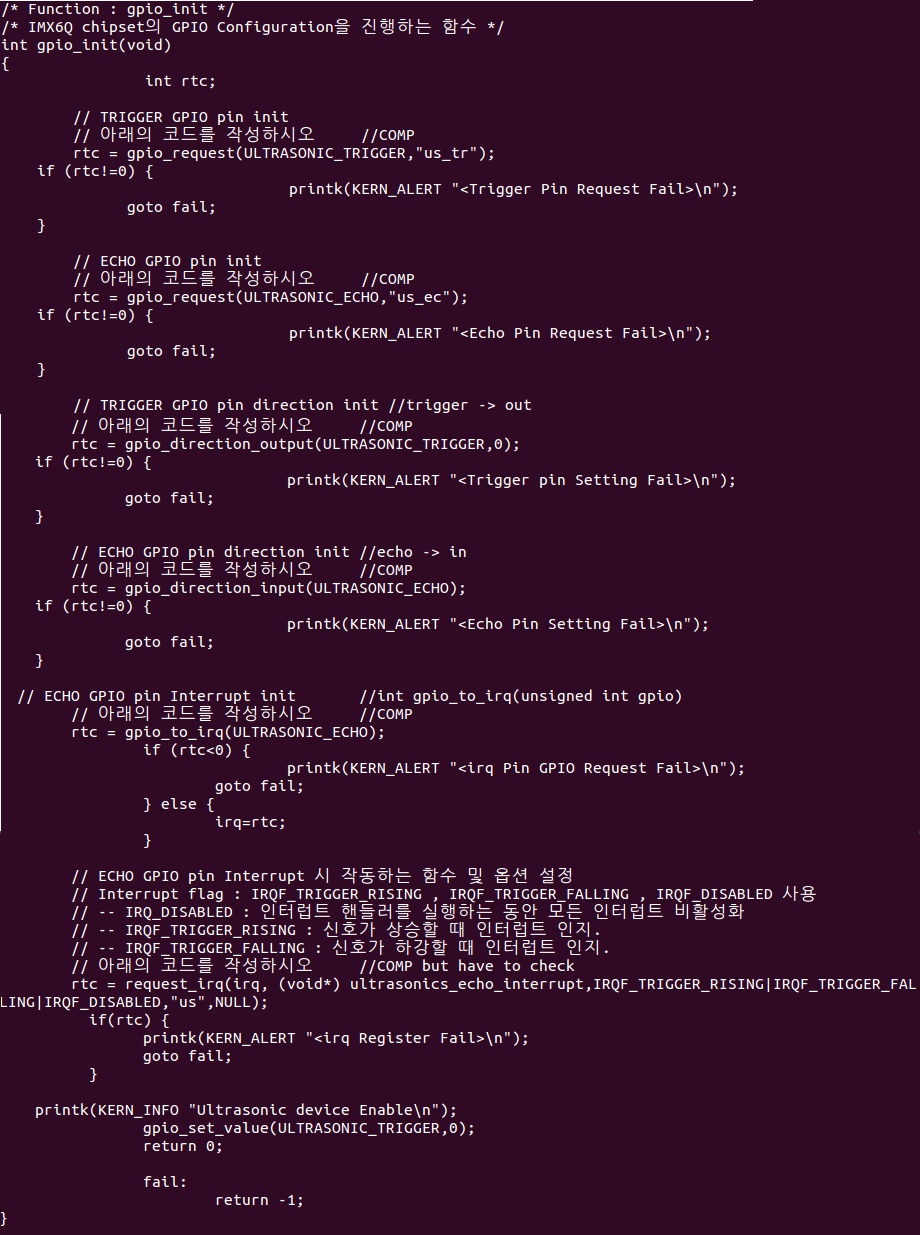 /* Function : gpio_init */
/* IMX6Q chipset의 GPIO Configuration을 진행하는 함수 */
int gpio_init(void)
{
int rtc;
// TRIGGER GPIO pin init
// 아래의 코드를 작성하시오 //COMP
rtc = gpio_request(ULTRASONIC_TRIGGER,"us_tr");
if (rtc!=0) {
printk(KERN_ALERT "<Trigger Pin Request Fail>\n");
goto fail;
}
// ECHO GPIO pin init
// 아래의 코드를 작성하시오 //COMP
rtc = gpio_request(ULTRASONIC_ECHO,"us_ec");
if (rtc!=0) {
printk(KERN_ALERT "<Echo Pin Request Fail>\n");
goto fail;
}
// TRIGGER GPIO pin direction init //trigger -> out
// 아래의 코드를 작성하시오 //COMP
rtc = gpio_direction_output(ULTRASONIC_TRIGGER,0);
if (rtc!=0) {
printk(KERN_ALERT "<Trigger pin Setting Fail>\n");
goto fail;
}
// ECHO GPIO pin direction init //echo -> in
// 아래의 코드를 작성하시오 //COMP
rtc = gpio_direction_input(ULTRASONIC_ECHO);
if (rtc!=0) {
printk(KERN_ALERT "<Echo Pin Setting Fail>\n");
goto fail;
}
// ECHO GPIO pin Interrupt init //int gpio_to_irq(unsigned int gpio)
// 아래의 코드를 작성하시오 //COMP
rtc = gpio_to_irq(ULTRASONIC_ECHO);
if (rtc<0) {
printk(KERN_ALERT "<irq Pin GPIO Request Fail>\n");
goto fail;
} else {
irq=rtc;
}
// ECHO GPIO pin Interrupt 시 작동하는 함수 및 옵션 설정
// Interrupt flag : IRQF_TRIGGER_RISING , IRQF_TRIGGER_FALLING , IRQF_DISABLED 사용
// -- IRQ_DISABLED : 인터럽트 핸들러를 실행하는 동안 모든 인터럽트 비활성화
// -- IRQF_TRIGGER_RISING : 신호가 상승할 때 인터럽트 인지.
// -- IRQF_TRIGGER_FALLING : 신호가 하강할 때 인터럽트 인지.
// 아래의 코드를 작성하시오 //COMP but have to check
rtc = request_irq(irq, (void*) ultrasonics_echo_interrupt,IRQF_TRIGGER_RISING|IRQF_TRIGGER_FAL
LING|IRQF_DISABLED,"us",NULL);
if(rtc) {
printk(KERN_ALERT "<irq Register Fail>\n");
goto fail;
}
printk(KERN_INFO "Ultrasonic device Enable\n");
gpio_set_value(ULTRASONIC_TRIGGER,0);
return 0;
fail:
return -1;
}